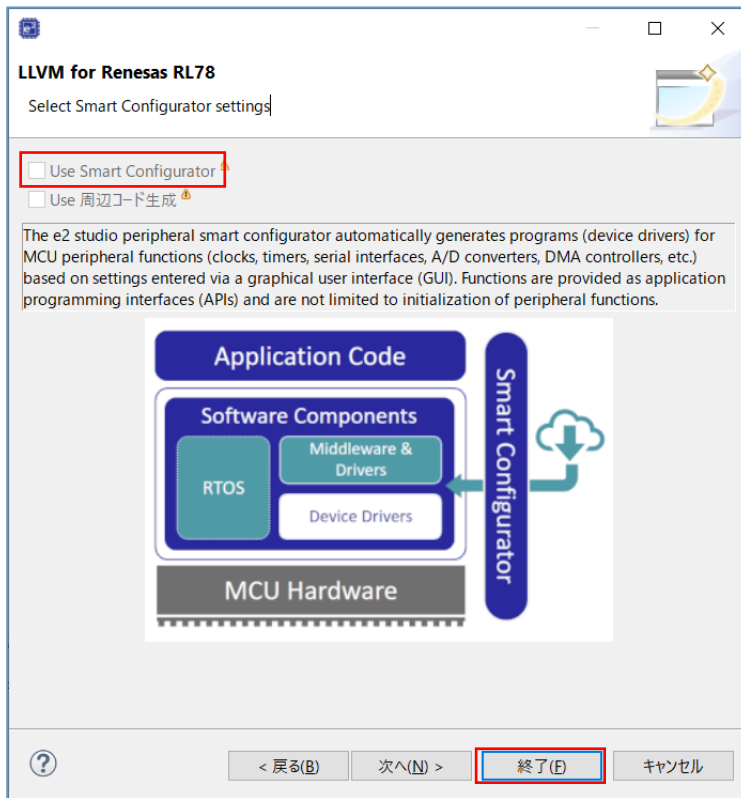 LLVM for Renesas RL78
Select Smart Configurator settings
Use Smart Configurator
Use 周辺コード生成
The e2 studio peripheral smart configurator automatically generates programs (device drivers) for
MCU peripheral functions (clocks, timers, serial interfaces, A/D converters, DMA controllers, etc.)
based on settings entered via a graphical user interface (GUI). Functions are provided as application
programming interfaces (APIs) and are not limited to initialization of peripheral functions.
Application Code
Software Components
RTOS
Middleware &
Drivers
Device Drivers
MCU Hardware
Smart Configurator
?
< 戻る(B)
次へ(N) >
終了(F)
キャンセル